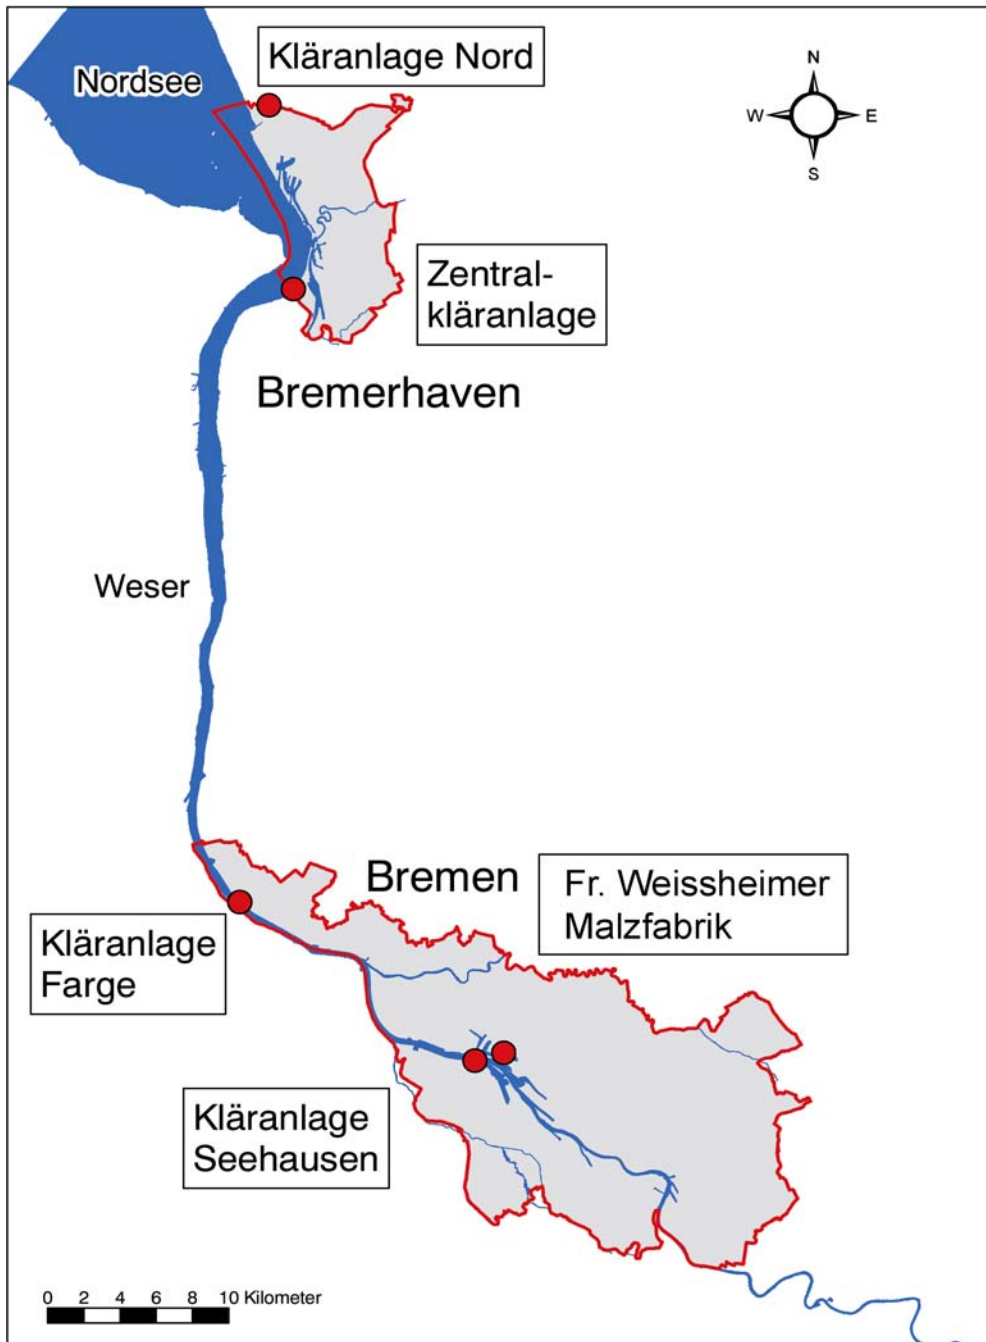 Kläranlage Nord
Nordsee
N
W
E
S
Zentral-
kläranlage
Bremerhaven
Weser
Bremen
Fr. Weissheimer
Malzfabrik
Kläranlage
Farge
Kläranlage
Seehausen
0 2 4 6 8 10 Kilometer